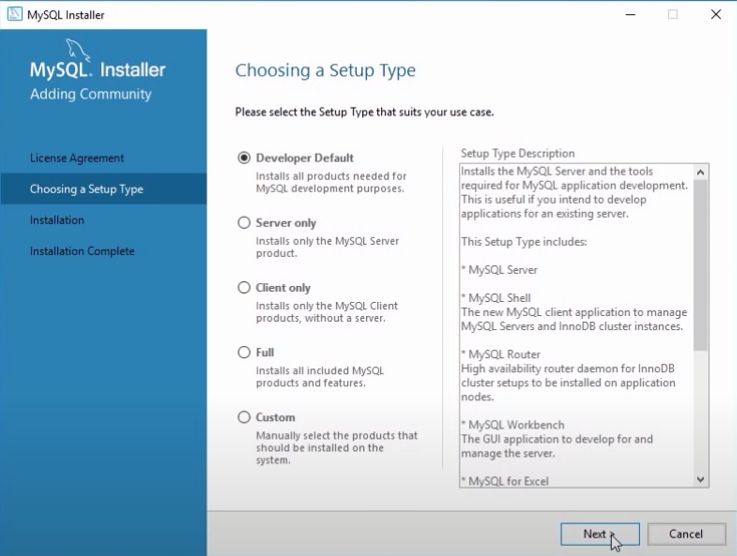 MySQL Installer
MySQL. Installer
Adding Community
License Agreement
Choosing a Setup Type
Installation
Installation Complete
Choosing a Setup Type
Please select the Setup Type that suits your use case.
Developer Default
Installs all products needed for
MySQL development purposes.
Server only
Installs only the MySQL Server
product.
Client only
Installs only the MySQL Client
products, without a server.
Full
Installs all included MySQL
products and features.
Custom
Manually select the products that
should be installed on the
system.
Setup Type Description
Installs the MySQL Server and the tools
required for MySQL application development.
This is useful if you intend to develop
applications for an existing server.
This Setup Type includes:
* MySQL Server
* MySQL Shell
The new MySQL client application to manage
MySQL Servers and InnoDB cluster instances.
* MySQL Router
High availability router daemon for InnoDB
cluster setups to be installed on application
nodes.
* MySQL Workbench
The GUI application to develop for and
manage the server.
* MySQL for Excel
Next >
Cancel